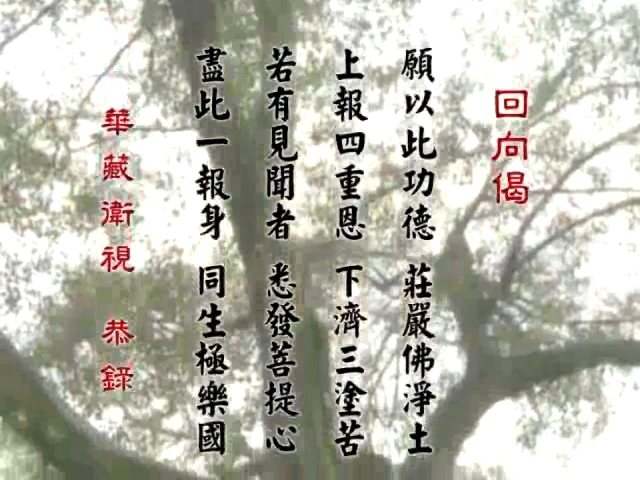 回向偈
願以此功德 莊嚴佛淨土
上報四重恩 下濟三塗苦
若有見聞者 悉發菩提心
盡此一報身 同生極樂國
華藏衛視 恭錄